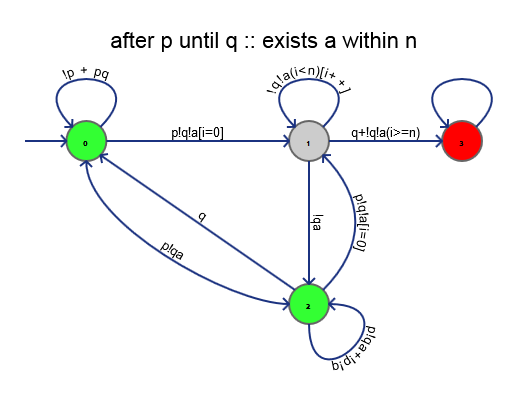 after p until q :: exists a within n
!p + pq
!q!a(i<n)[i++]
p!q!a[i=0]
q+!q!a(i>=n)
0
1
3
q
!qa
p!q!a[i=0]
p!qa
2
p!qa+!p!q